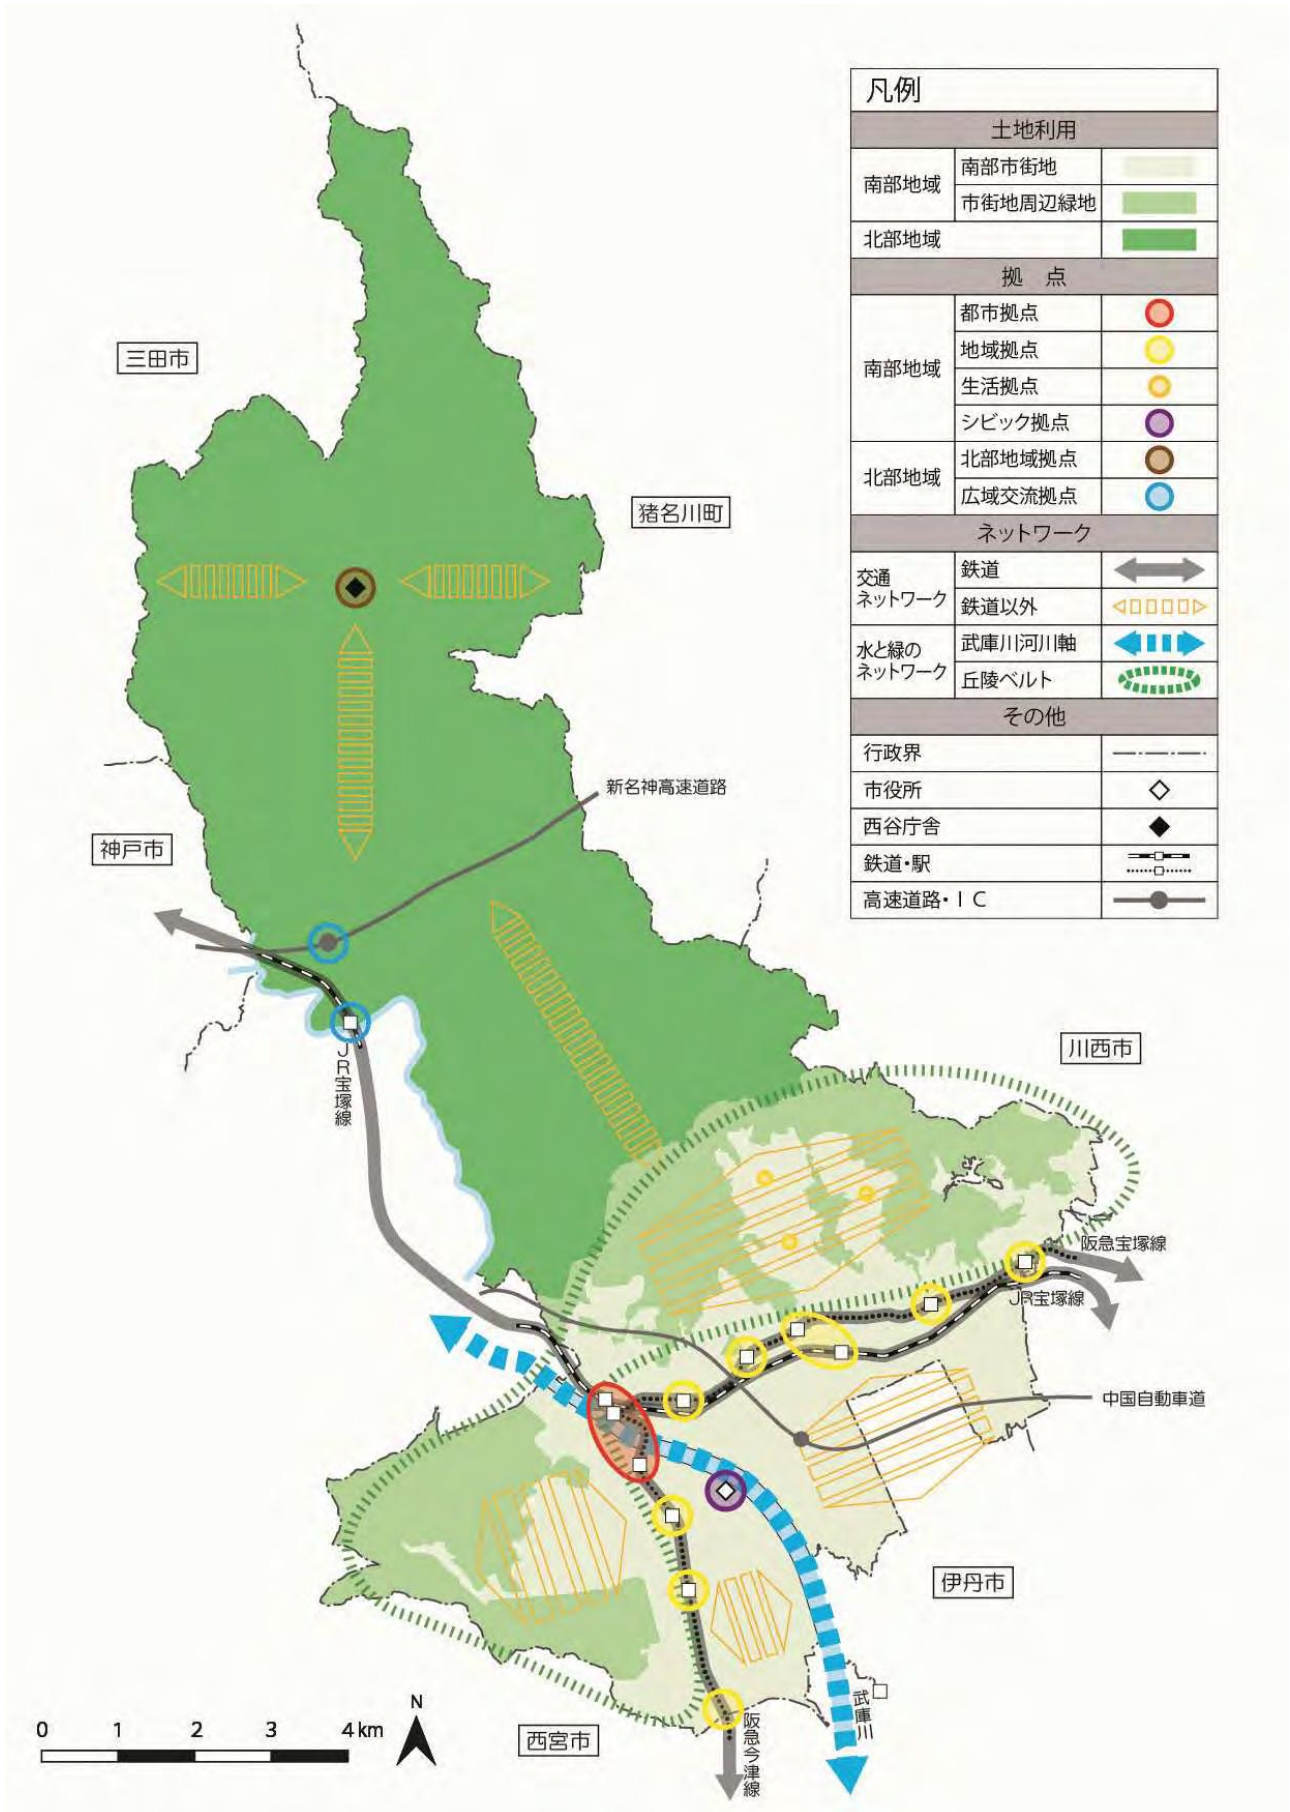 凡例
土地利用
南部地域
南部市街地
市街地周辺緑地
北部地域
拠 点
南部地域
都市拠点
地域拠点
生活拠点
シビック拠点
北部地域
北部地域拠点
広域交流拠点
ネットワーク
交通
ネットワーク
鉄道
鉄道以外
水と緑の
ネットワーク
武庫川河川軸
丘陵ベルト
その他
行政界
市役所
西谷庁舎
鉄道・駅
高速道路・IC
三田市
猪名川町
新名神高速道路
神戸市
川西市
JR宝塚線
阪急宝塚線
JR宝塚線
中国自動車道
伊丹市
武庫川
西宮市
阪急今津線
0 1 2 3 4km
N